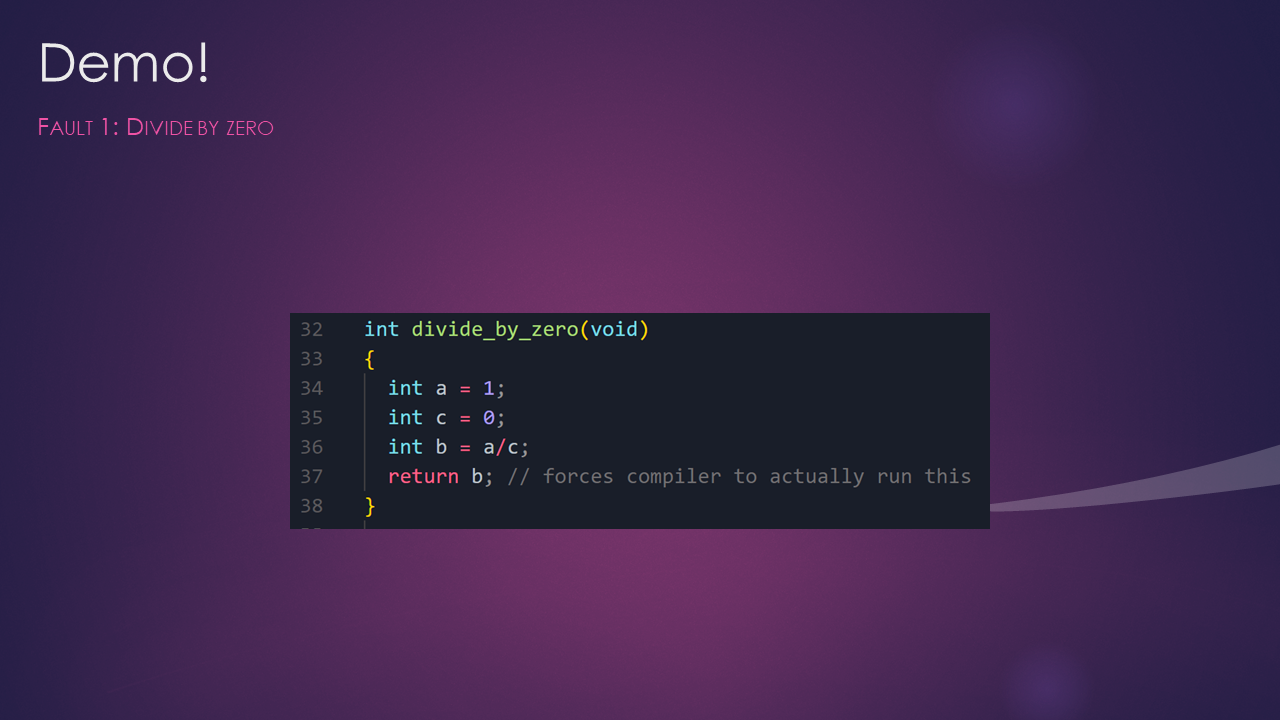 Demo!
Fault 1: Divide by zero
32 int divide_by_zero(void)
33 {
34 int a = 1;
35 int c = 0;
36 int b = a/c;
37 return b; // forces compiler to actually run this
38 }